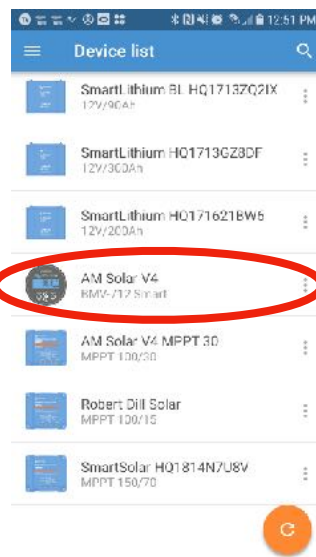 12:51 PM
Device list
SmartLithium BL HQ1713ZQ2IX
12V/90Ah
SmartLithium HQ1713GZ8DF
12V/300Ah
SmartLithium HQ171621BW6
12V/200Ah
AM Solar V4
BMV-712 Smart
AM Solar V4 MPPT 30
MPPT 100/30
Robert Dill Solar
MPPT 100/15
SmartSolar HQ1814N7U8V
MPPT 150/70